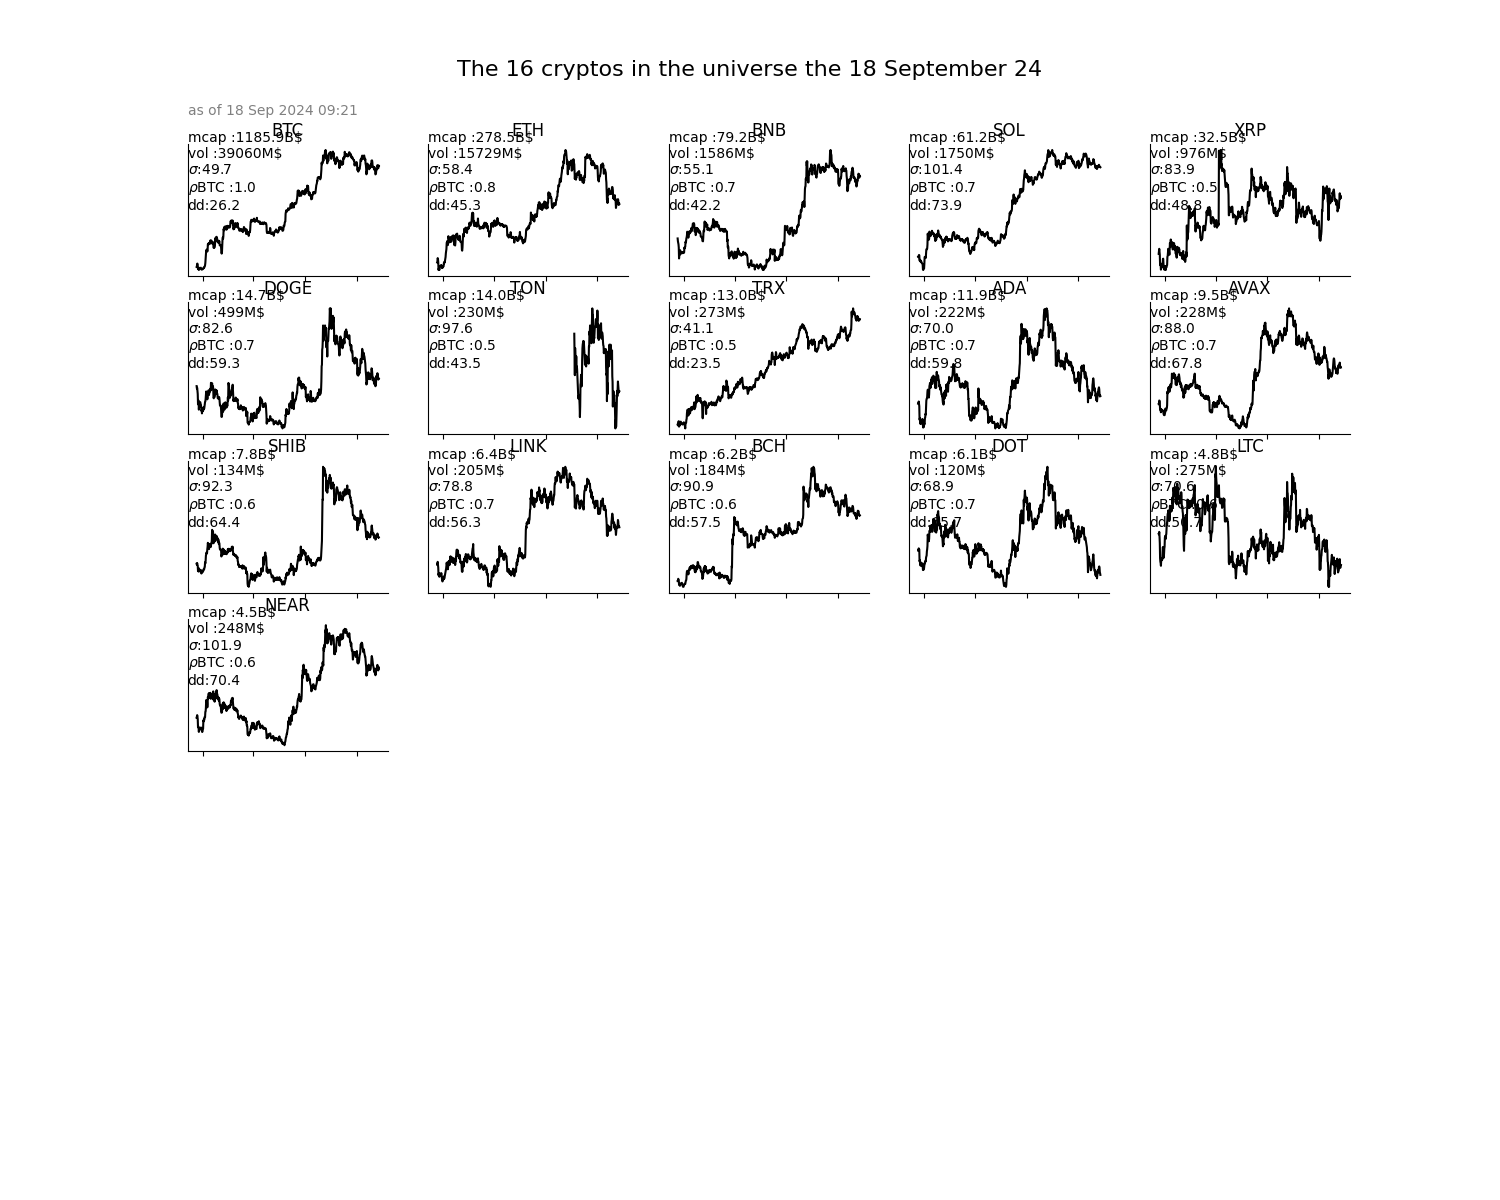 The 16 cryptos in the universe the 18 September 24
as of 18 Sep 2024 09:21
BTC
mcap :1185.9B$
vol :39060M$
σ:49.7
ρBTC :1.0
dd:26.2
ETH
mcap :278.5B$
vol :15729M$
σ:58.4
ρBTC :0.8
dd:45.3
BNB
mcap :79.2B$
vol :1586M$
σ:55.1
ρBTC :0.7
dd:42.2
SOL
mcap :61.2B$
vol :1750M$
σ:101.4
ρBTC :0.7
dd:73.9
XRP
mcap :32.5B$
vol :976M$
σ:83.9
ρBTC :0.5
dd:48.8
DOGE
mcap :14.7B$
vol :499M$
σ:82.6
ρBTC :0.7
dd:59.3
TON
mcap :14.0B$
vol :230M$
σ:97.6
ρBTC :0.5
dd:43.5
TRX
mcap :13.0B$
vol :273M$
σ:41.1
ρBTC :0.5
dd:23.5
ADA
mcap :11.9B$
vol :222M$
σ:70.0
ρBTC :0.7
dd:59.8
AVAX
mcap :9.5B$
vol :228M$
σ:88.0
ρBTC :0.7
dd:67.8
SHIB
mcap :7.8B$
vol :134M$
σ:92.3
ρBTC :0.6
dd:64.4
LINK
mcap :6.4B$
vol :205M$
σ:78.8
ρBTC :0.7
dd:56.3
BCH
mcap :6.2B$
vol :184M$
σ:90.9
ρBTC :0.6
dd:57.5
DOT
mcap :6.1B$
vol :120M$
σ:68.9
ρBTC :0.7
LTC
mcap :4.8B$
vol :275M$
NEAR
mcap :4.5B$
vol :248M$
σ:101.9
ρBTC :0.6
dd:70.4